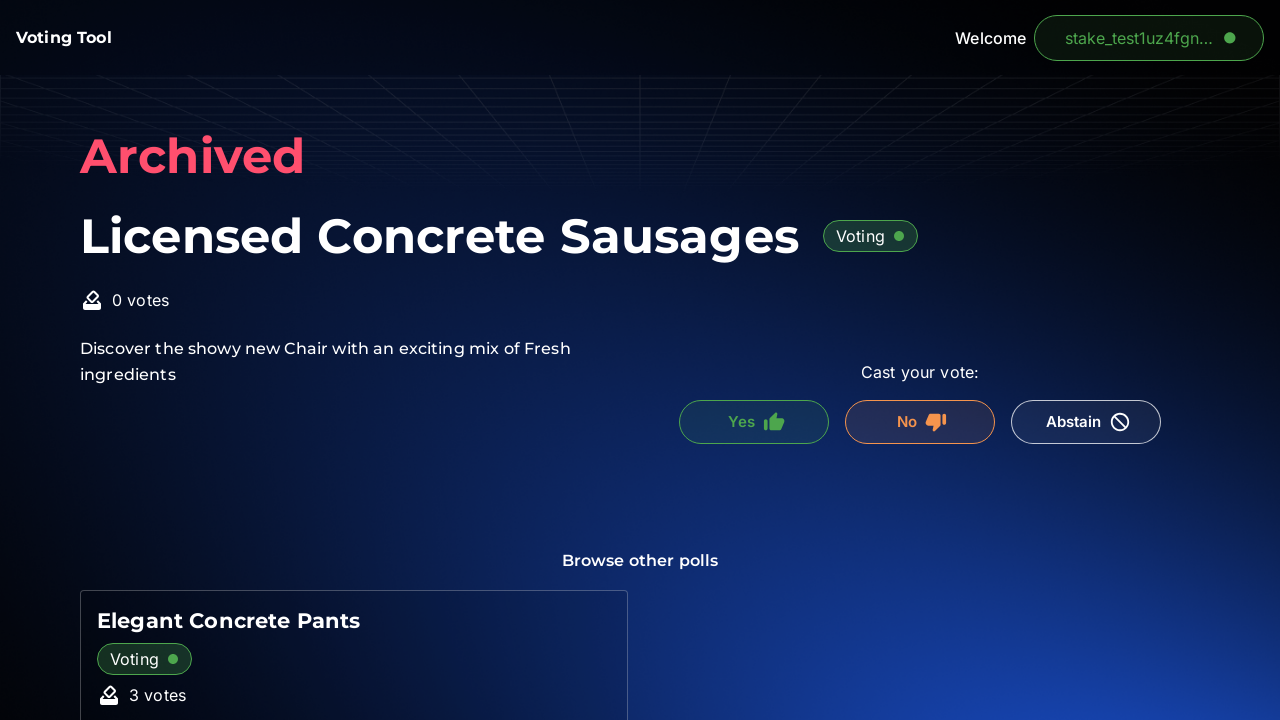 Voting Tool
Welcome
stake_test1uz4fgn...
Archived
Licensed Concrete Sausages
Voting
0 votes
Discover the showy new Chair with an exciting mix of Fresh
ingredients
Cast your vote:
Yes
No
Abstain
Browse other polls
Elegant Concrete Pants
Voting
3 votes